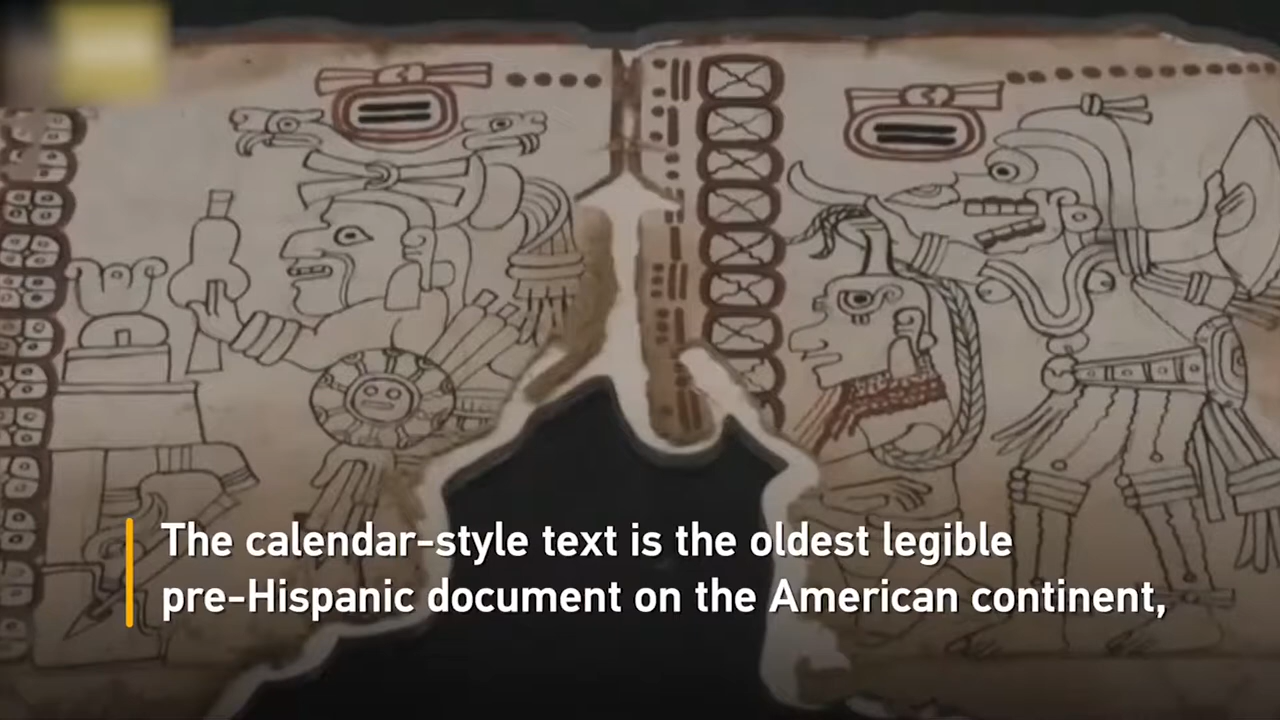 The calendar-style text is the oldest legible
pre-Hispanic document on the American continent,